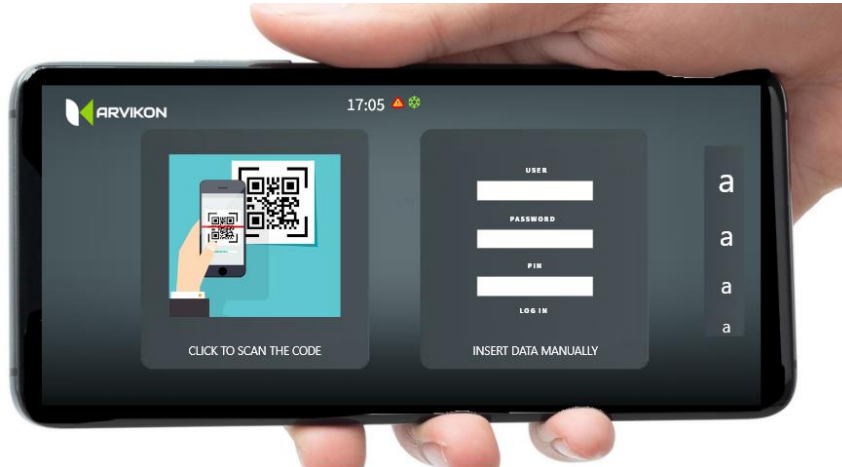 ARVIKON
17:05
CLICK TO SCAN THE CODE
USER
PASSWORD
PIN
LOG IN
INSERT DATA MANUALLY
a
a
a
a